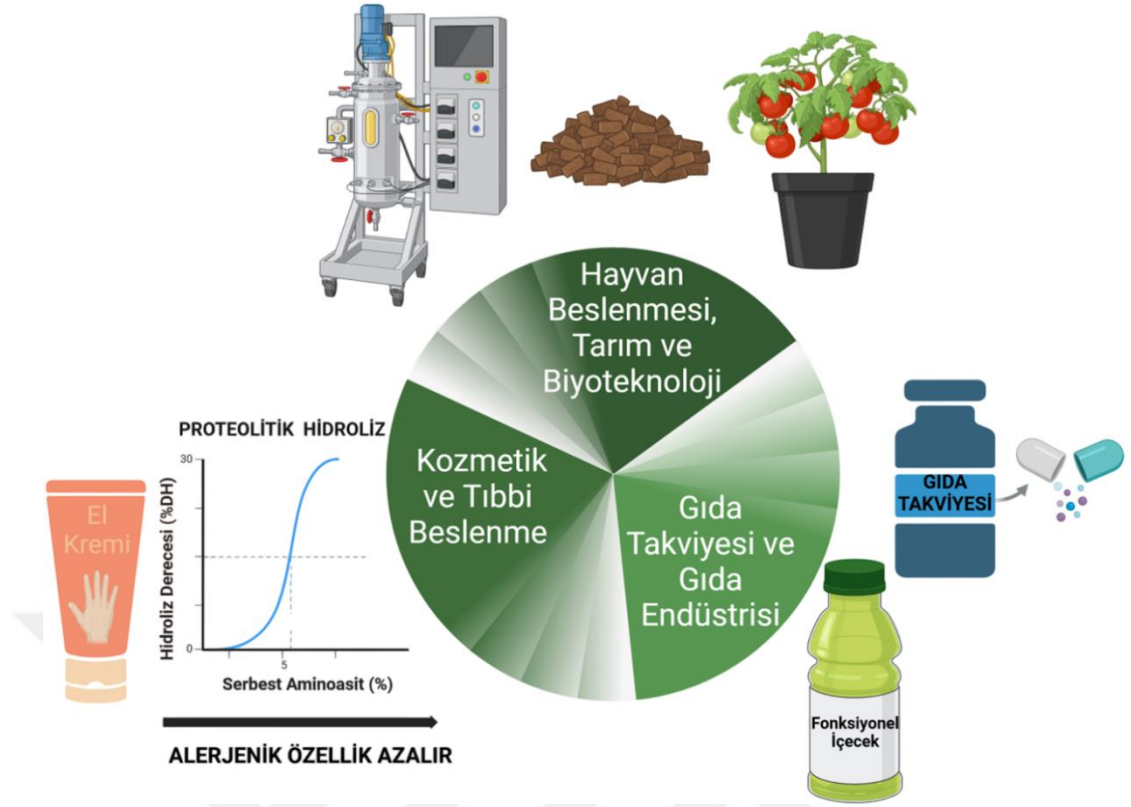 Hayvan
Beslenmesi,
Tarım ve
Biyoteknoloji
Kozmetik
ve Tıbbi
Beslenme
Gıda
Takviyesi ve
Gıda
Endüstrisi
PROTEOLİTİK HİDROLİZ
30
0
5
Hidroliz Derecesi (%DH)
Serbest Aminoasit (%)
ALERJENİK ÖZELLİK AZALIR
El
Kremi
GIDA
TAKVİYESİ
Fonksiyonel
İçecek